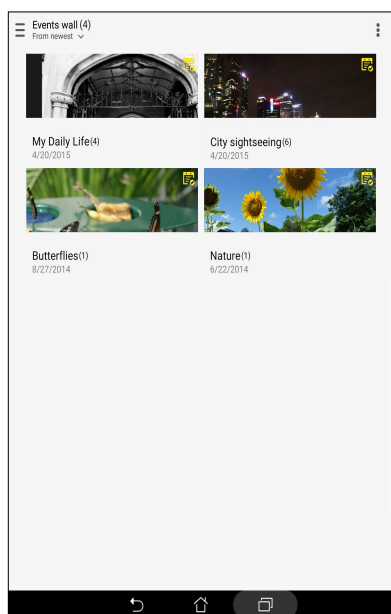 Events wall (4)
From newest
My Daily Life(4)
4/20/2015
City sightseeing(6)
4/20/2015
Butterflies(1)
8/27/2014
Nature(1)
6/22/2014